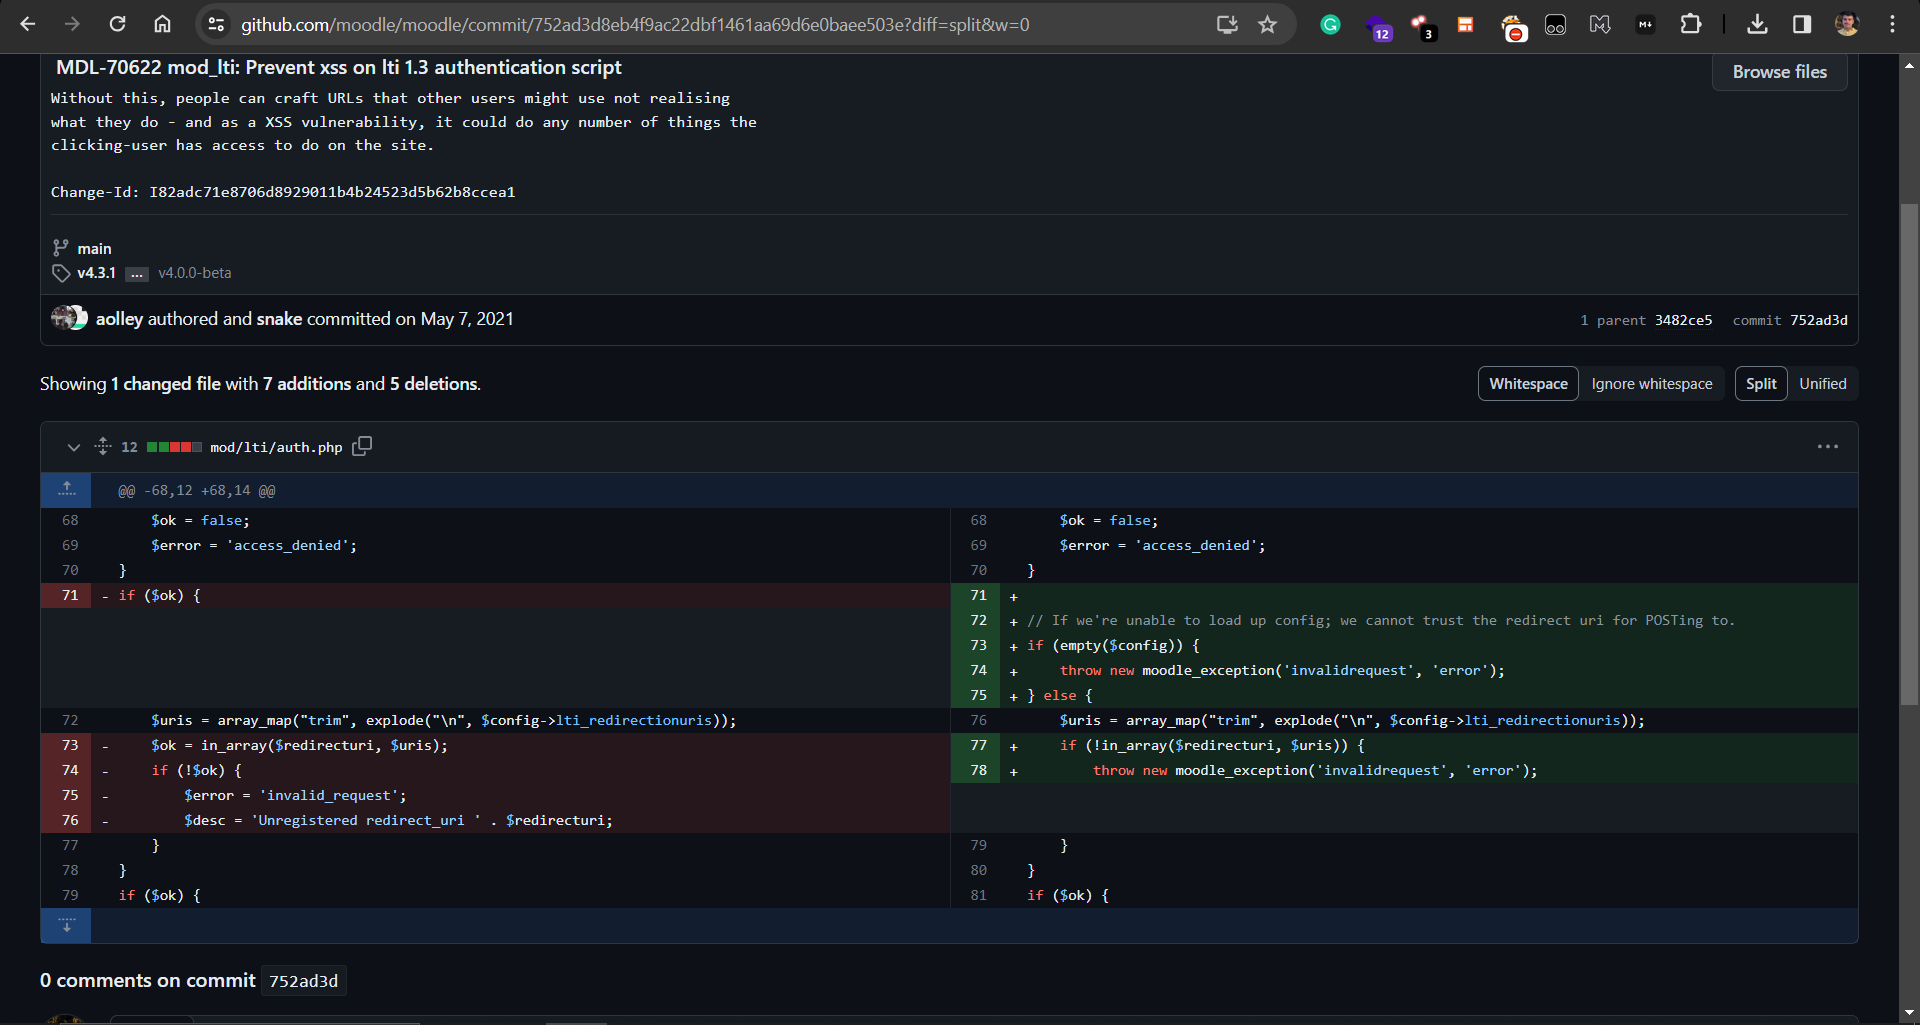 github.com/moodle/moodle/commit/752ad3d8eb4f9ac22dbf1461aa69d6e0baee503e?diff=split&w=0
12
3
M↓
MDL-70622 mod_lti: Prevent xss on lti 1.3 authentication script
Browse files
Without this, people can craft URLs that other users might use not realising
what they do - and as a XSS vulnerability, it could do any number of things the
clicking-user has access to do on the site.
Change-Id: I82adc71e8706d8929011b4b24523d5b62b8ccea1
main
v4.3.1 ... v4.0.0-beta
aolley authored and snake committed on May 7, 2021
1 parent 3482ce5 commit 752ad3d
Showing 1 changed file with 7 additions and 5 deletions.
Whitespace Ignore whitespace Split Unified
12 mod/lti/auth.php
@@ -68,12 +68,14 @@
68 $ok = false;
69 $error = 'access_denied';
70 }
71 - if ($ok) {
72 $uris = array_map("trim", explode("\n", $config->lti_redirectionuris));
73 - $ok = in_array($redirecturi, $uris);
74 - if (!$ok) {
75 - $error = 'invalid_request';
76 - $desc = 'Unregistered redirect_uri ' . $redirecturi;
77 }
78 }
79 if ($ok) {
68 $ok = false;
69 $error = 'access_denied';
70 }
71 +
72 + // If we're unable to load up config; we cannot trust the redirect uri for POSTing to.
73 + if (empty($config)) {
74 + throw new moodle_exception('invalidrequest', 'error');
75 + } else {
76 $uris = array_map("trim", explode("\n", $config->lti_redirectionuris));
77 + if (!in_array($redirecturi, $uris)) {
78 + throw new moodle_exception('invalidrequest', 'error');
79 }
80 }
81 if ($ok) {
0 comments on commit 752ad3d